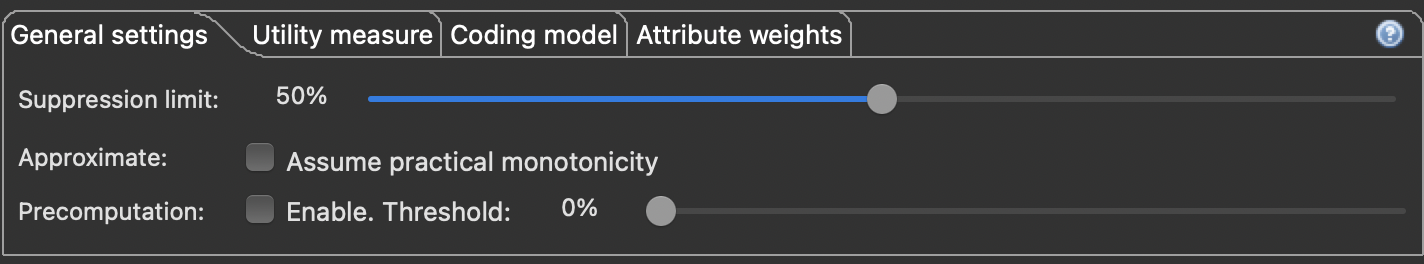 General settings Utility measure Coding model Attribute weights ?
Suppression limit: 50%
Approximate: Assume practical monotonicity
Precomputation: Enable. Threshold: 0%